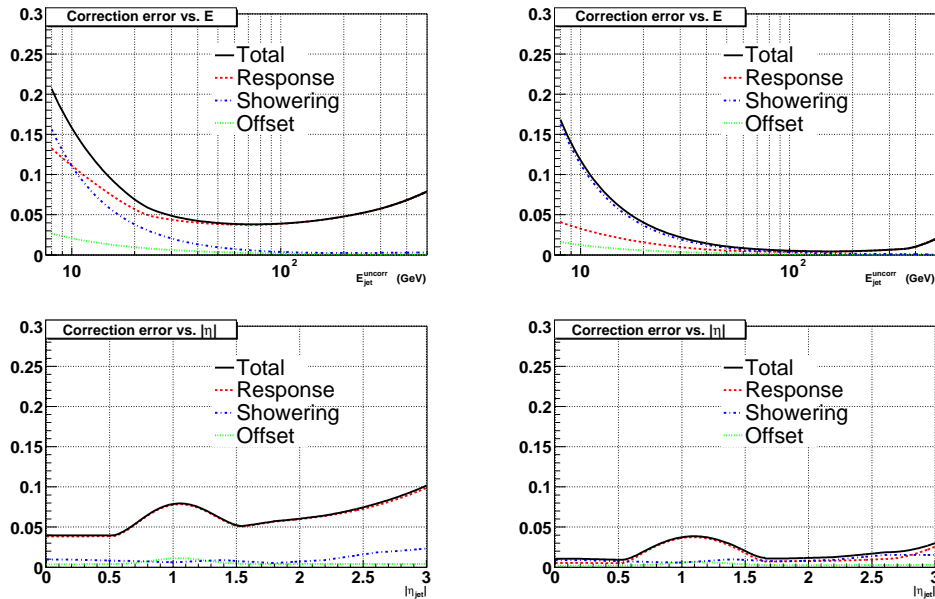 Correction error vs. E
Total
Response
Showering
Offset
0.3
0.25
0.2
0.15
0.1
0.05
0
10
10²
E_jet^uncorr (GeV)
Correction error vs. E
Total
Response
Showering
Offset
0.3
0.25
0.2
0.15
0.1
0.05
0
10
10²
E_jet^uncorr (GeV)
Correction error vs. |η|
Total
Response
Showering
Offset
0.3
0.25
0.2
0.15
0.1
0.05
0
0 0.5 1 1.5 2 2.5 3
|η_jet|
Correction error vs. |η|
Total
Response
Showering
Offset
0.3
0.25
0.2
0.15
0.1
0.05
0
0 0.5 1 1.5 2 2.5 3
|η_jet|